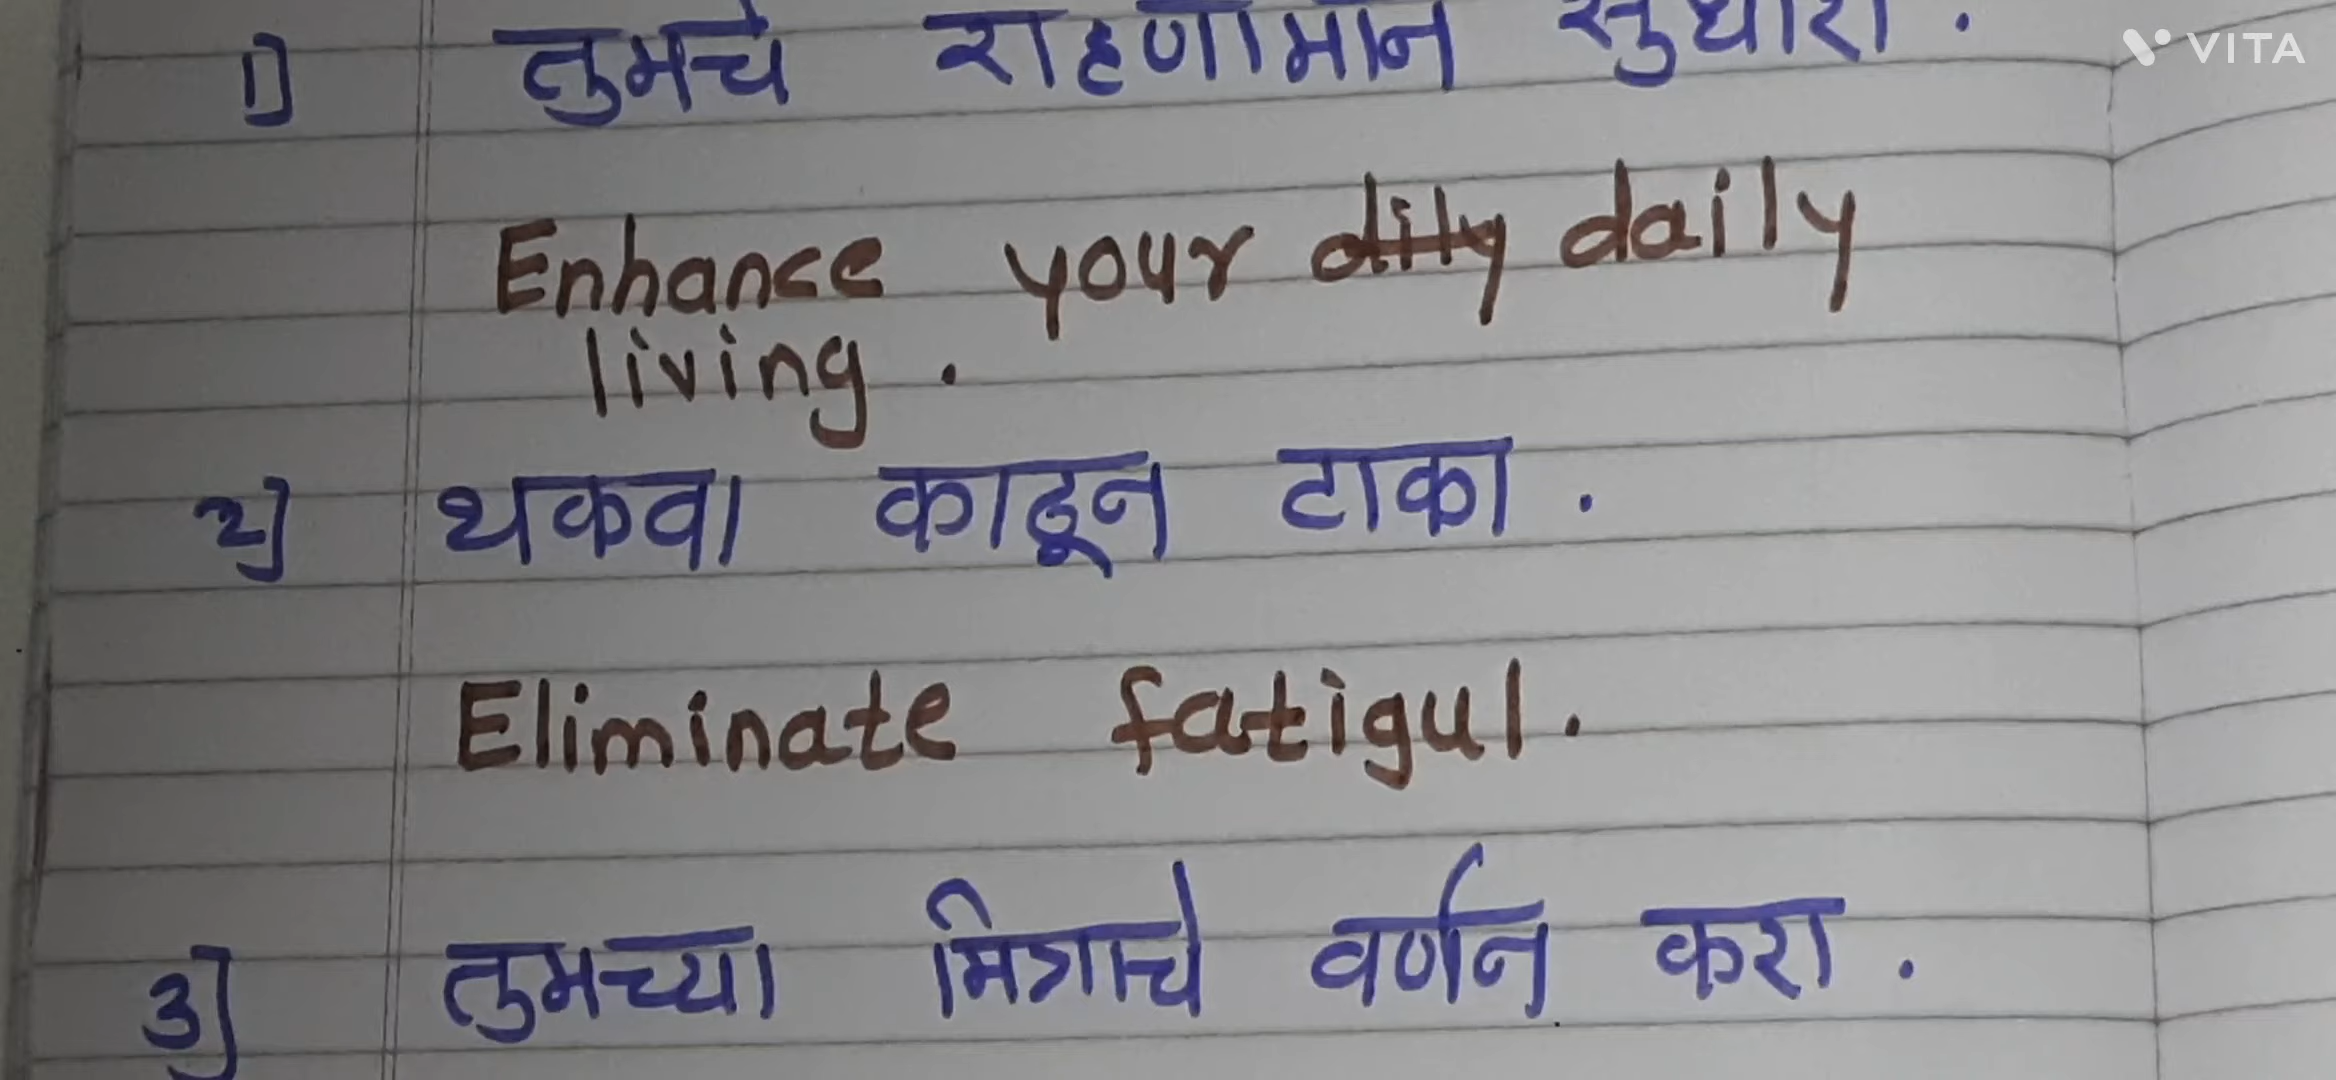 1] तुमचे राहणीमान सुधारा .
VITA
Enhance your dily daily
living .
2] थकवा काढून टाका .
Eliminate fatigul.
3] तुमच्या मित्राचे वर्णन करा .